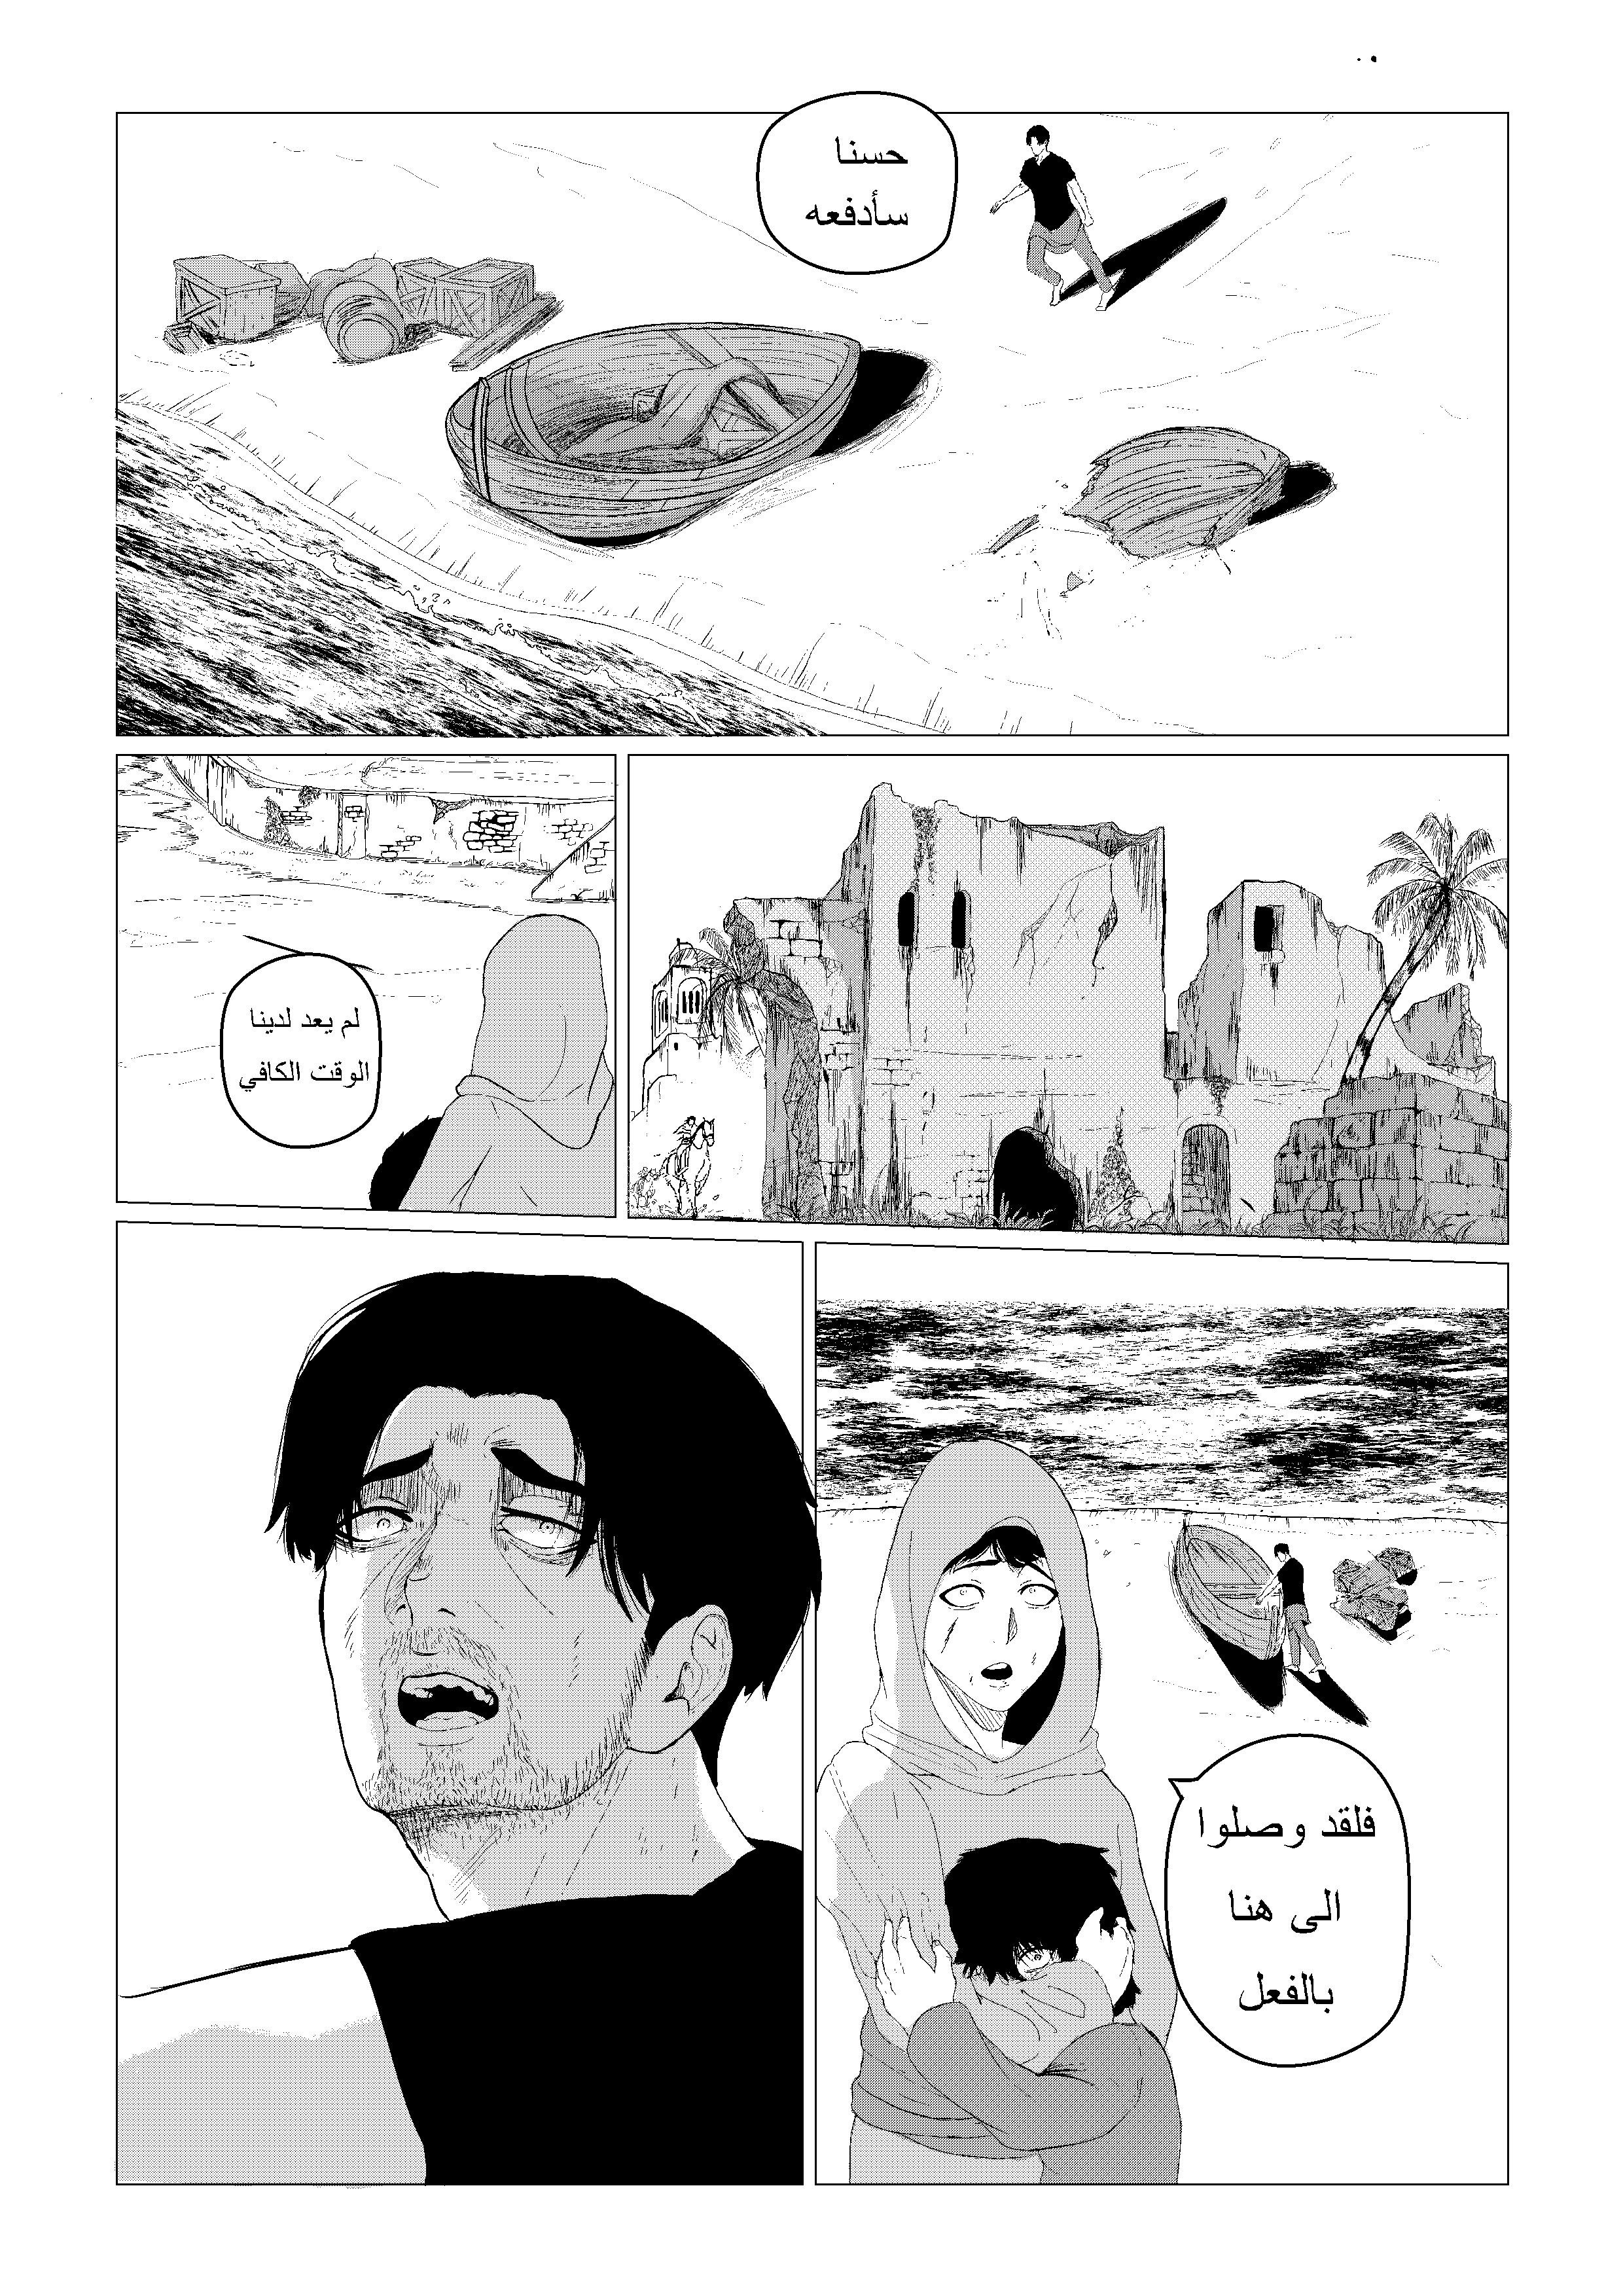 حسنا
سأدفعه
لم يعد لدينا
الوقت الكافي
فلقد وصلوا
الى هنا
بالفعل